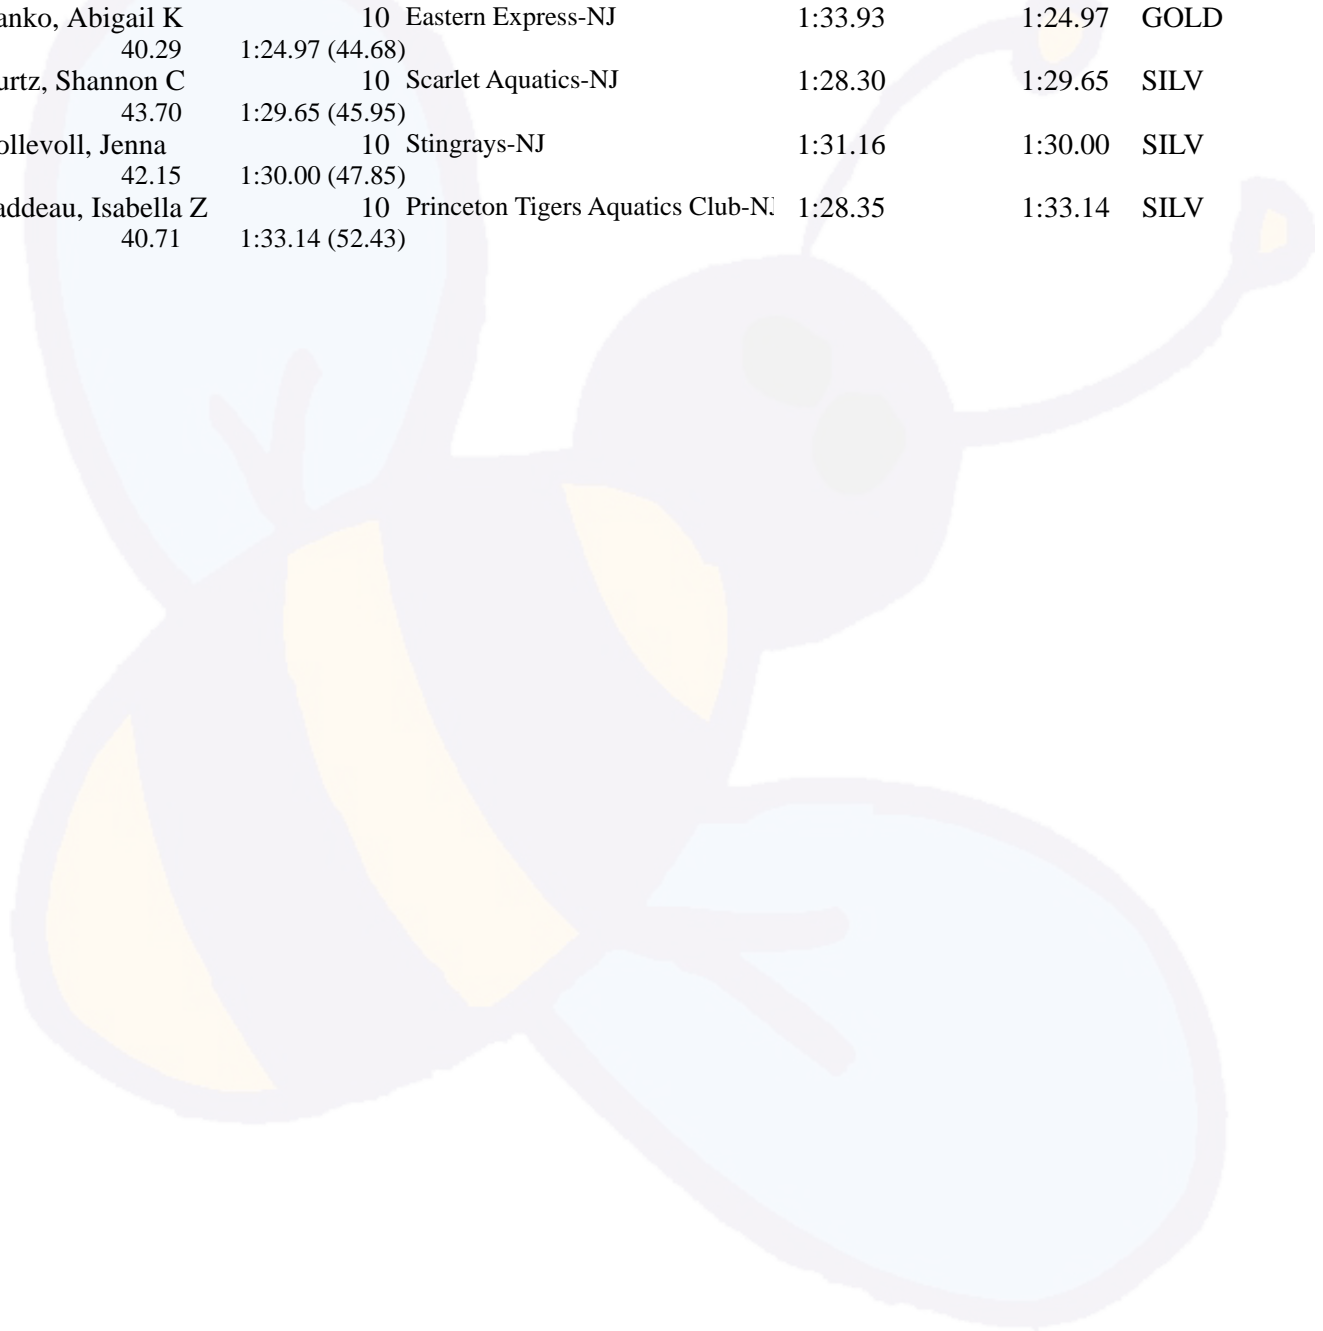 anko, Abigail K 10 Eastern Express-NJ 1:33.93 1:24.97 GOLD
40.29 1:24.97 (44.68)
urtz, Shannon C 10 Scarlet Aquatics-NJ 1:28.30 1:29.65 SILV
43.70 1:29.65 (45.95)
ollevoll, Jenna 10 Stingrays-NJ 1:31.16 1:30.00 SILV
42.15 1:30.00 (47.85)
addeau, Isabella Z 10 Princeton Tigers Aquatics Club-NJ 1:28.35 1:33.14 SILV
40.71 1:33.14 (52.43)